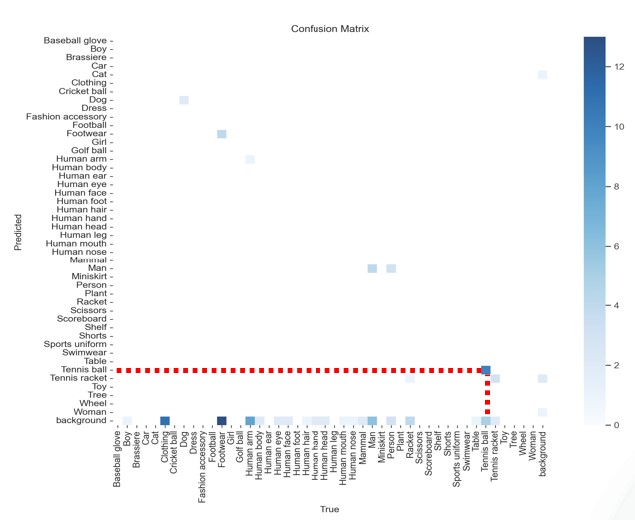 Confusion Matrix
Baseball glove
Boy
Brassiere
Car
Cat
Clothing
Cricket ball
Dog
Dress
Fashion accessory
Football
Footwear
Girl
Golf ball
Human arm
Human body
Human ear
Human eye
Human face
Human foot
Human hair
Human hand
Human head
Human leg
Human mouth
Human nose
Mammal
Man
Miniskirt
Person
Plant
Racket
Scissors
Scoreboard
Shelf
Shorts
Sports uniform
Swimwear
Table
Tennis ball
Tennis racket
Toy
Tree
Wheel
Woman
background
Predicted
Baseball glove
Boy
Brassiere
Car
Cat
Clothing
Cricket ball
Dog
Dress
Fashion accessory
Football
Footwear
Girl
Golf ball
Human arm
Human body
Human ear
Human eye
Human face
Human foot
Human hair
Human hand
Human head
Human leg
Human mouth
Human nose
Mammal
Man
Miniskirt
Person
Plant
Racket
Scissors
Scoreboard
Shelf
Shorts
Sports uniform
Swimwear
Table
Tennis ball
Tennis racket
Toy
Tree
Wheel
Woman
background
True
12
10
8
6
4
2
0